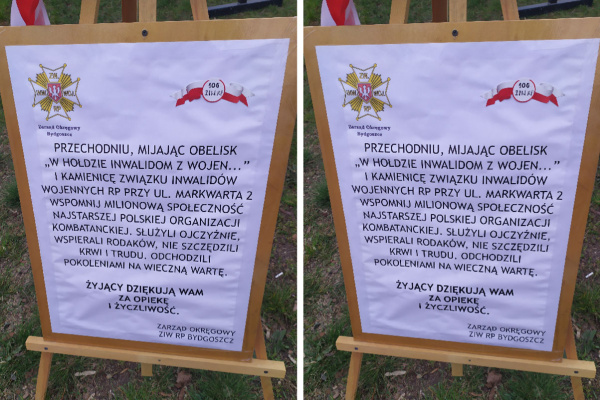 Zarząd Okręgowy
Bydgoszcz
PRZECHODNIU, MIJAJĄC OBELISK
„W HOŁDZIE INWALIDOM Z WOJEN...”
I KAMIENICĘ ZWIĄZKU INWALIDÓW
WOJENNYCH RP PRZY UL. MARKWARTA 2
WSPOMNIJ MILIONOWĄ SPOŁECZNOŚĆ
NAJSTARSZEJ POLSKIEJ ORGANIZACJI
KOMBATANCKIEJ. SŁUŻYLI OJCZYŹNIE,
WSPIERALI RODAKÓW, NIE SZCZĘDZILI
KRWI I TRUDU. ODCHODZILI
POKOLENIAMI NA WIECZNĄ WARTĘ.
ŻYJĄCY DZIĘKUJĄ WAM
ZA OPIEKĘ
I ŻYCZLIWOŚĆ.
ZARZĄD OKRĘGOWY
ZIW RP BYDGOSZCZ
Zarząd Okręgowy
Bydgoszcz
PRZECHODNIU, MIJAJĄC OBELISK
„W HOŁDZIE INWALIDOM Z WOJEN...”
I KAMIENICĘ ZWIĄZKU INWALIDÓW
WOJENNYCH RP PRZY UL. MARKWARTA 2
WSPOMNIJ MILIONOWĄ SPOŁECZNOŚĆ
NAJSTARSZEJ POLSKIEJ ORGANIZACJI
KOMBATANCKIEJ. SŁUŻYLI OJCZYŹNIE,
WSPIERALI RODAKÓW, NIE SZCZĘDZILI
KRWI I TRUDU. ODCHODZILI
POKOLENIAMI NA WIECZNĄ WARTĘ.
ŻYJĄCY DZIĘKUJĄ WAM
ZA OPIEKĘ
I ŻYCZLIWOŚĆ.
ZARZĄD OKRĘGOWY
ZIW RP BYDGOSZCZ